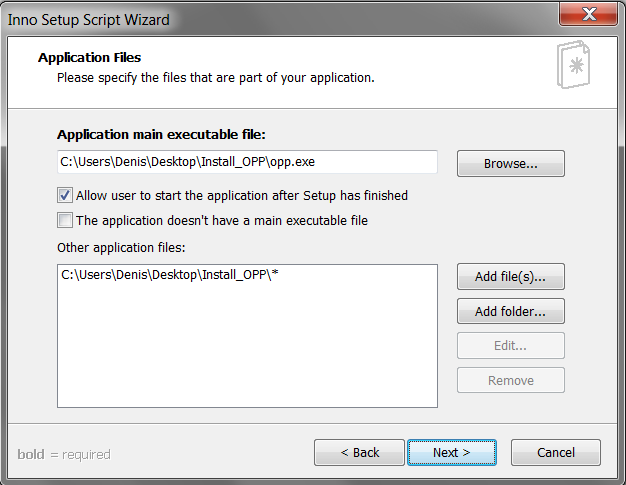 Inno Setup Script Wizard
Application Files
Please specify the files that are part of your application.
Application main executable file:
C:\Users\Denis\Desktop\Install_OPP\opp.exe
Browse...
Allow user to start the application after Setup has finished
The application doesn't have a main executable file
Other application files:
C:\Users\Denis\Desktop\Install_OPP\*
Add file(s)...
Add folder...
Edit...
Remove
bold = required
< Back
Next >
Cancel